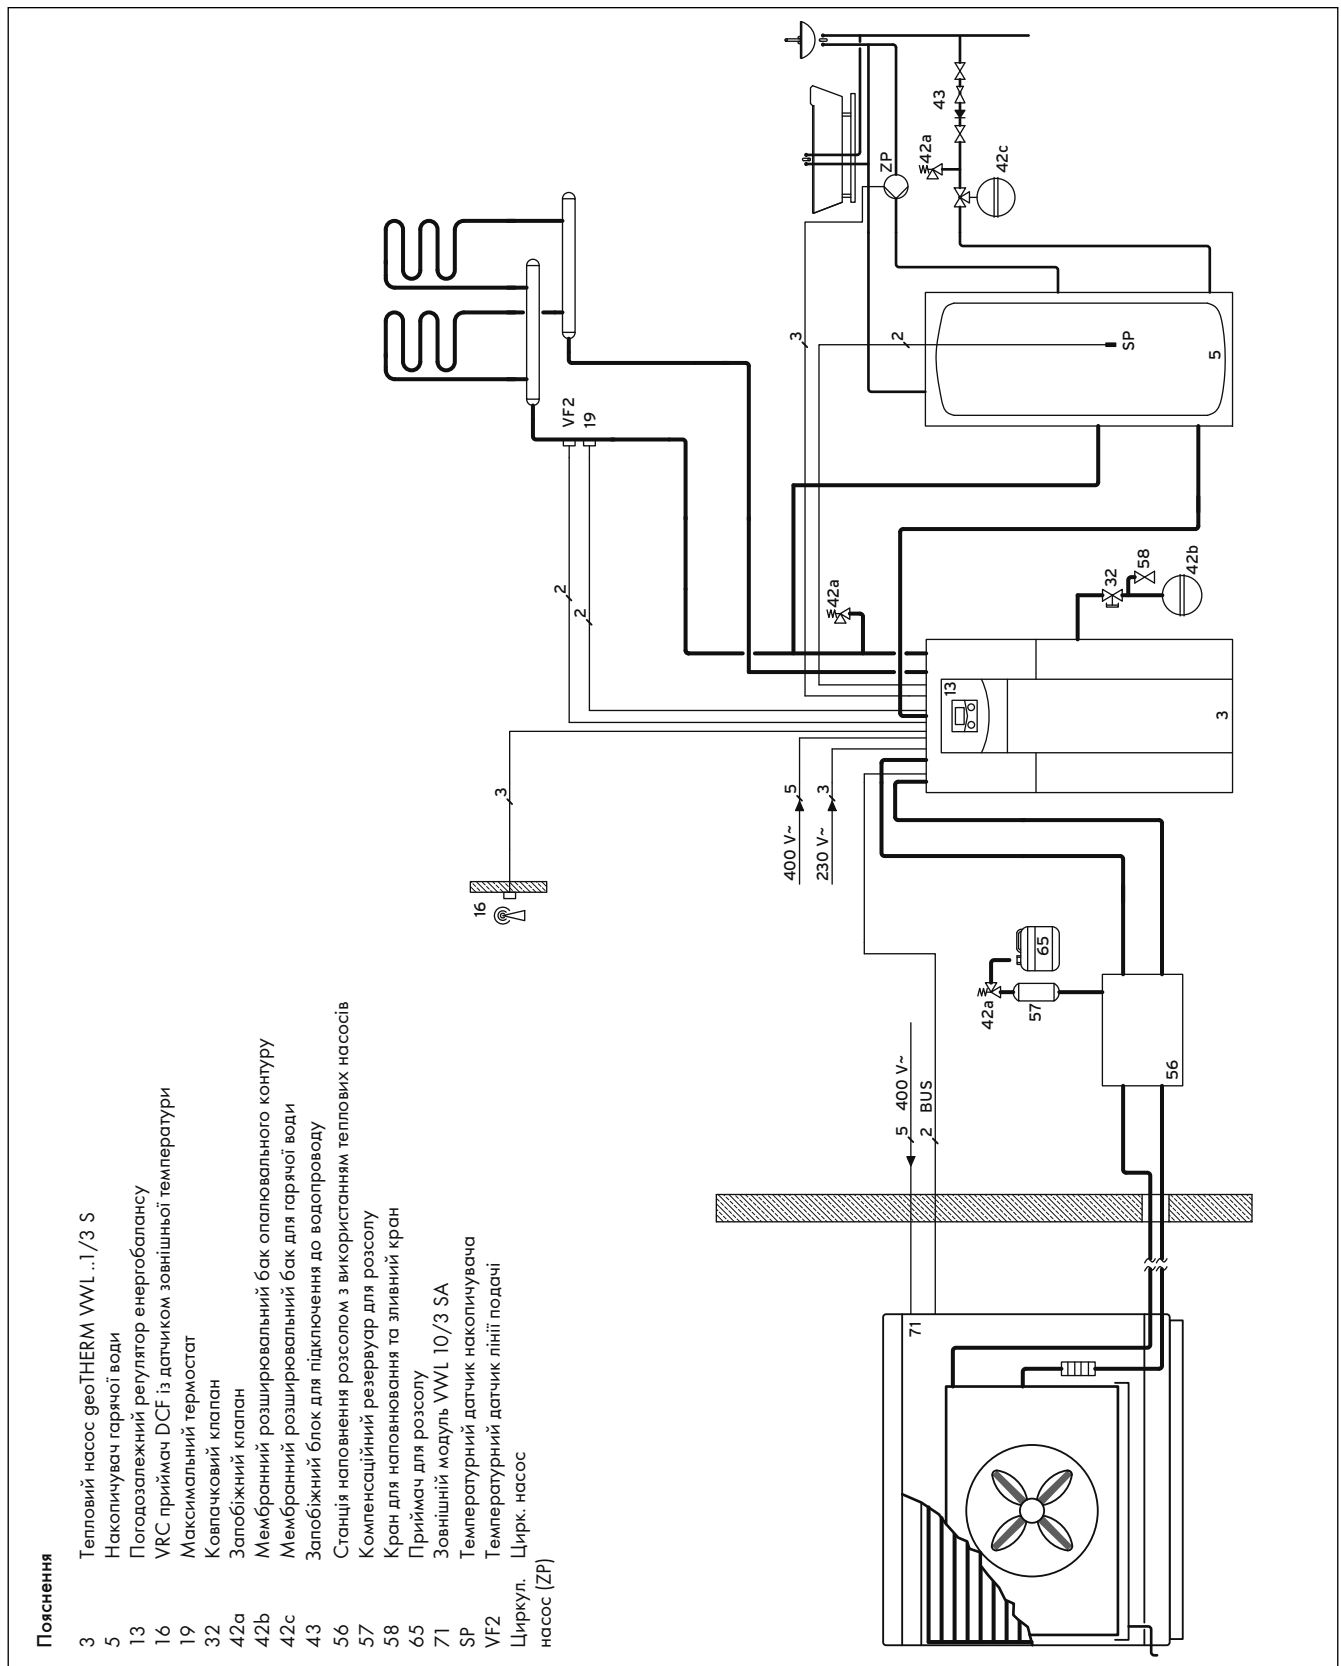 Пояснення
3 Тепловий насос geoTHERM VWL ..1/3 S
5 Накопичувач гарячої води
13 Погодозалежний регулятор енергобалансу
16 VRC приймач DCF із датчиком зовнішньої температури
19 Максимальний термостат
32 Ковпачковий клапан
42a Запобіжний клапан
42b Мембранний розширювальний бак опалювального контуру
42c Мембранний розширювальний бак для гарячої води
43 Запобіжний блок для підключення до водопроводу
56 Станція наповнення розсолом з використанням теплових насосів
57 Компенсаційний резервуар для розсолу
58 Кран для наповнювання та зливний кран
65 Приймач для розсолу
71 Зовнішній модуль VWL 10/3 SA
SP Температурний датчик накопичувача
VF2 Температурний датчик лінії подачі
Циркул. Цирк. насос
насос (ZP)
71
5 400 V~
2 BUS
56
57
42a
65
16
3
400 V~ 5
230 V~ 3
13
3
2
2
42a
32
58
42b
VF2
19
3
2
SP
5
ZP
42a
43
42c